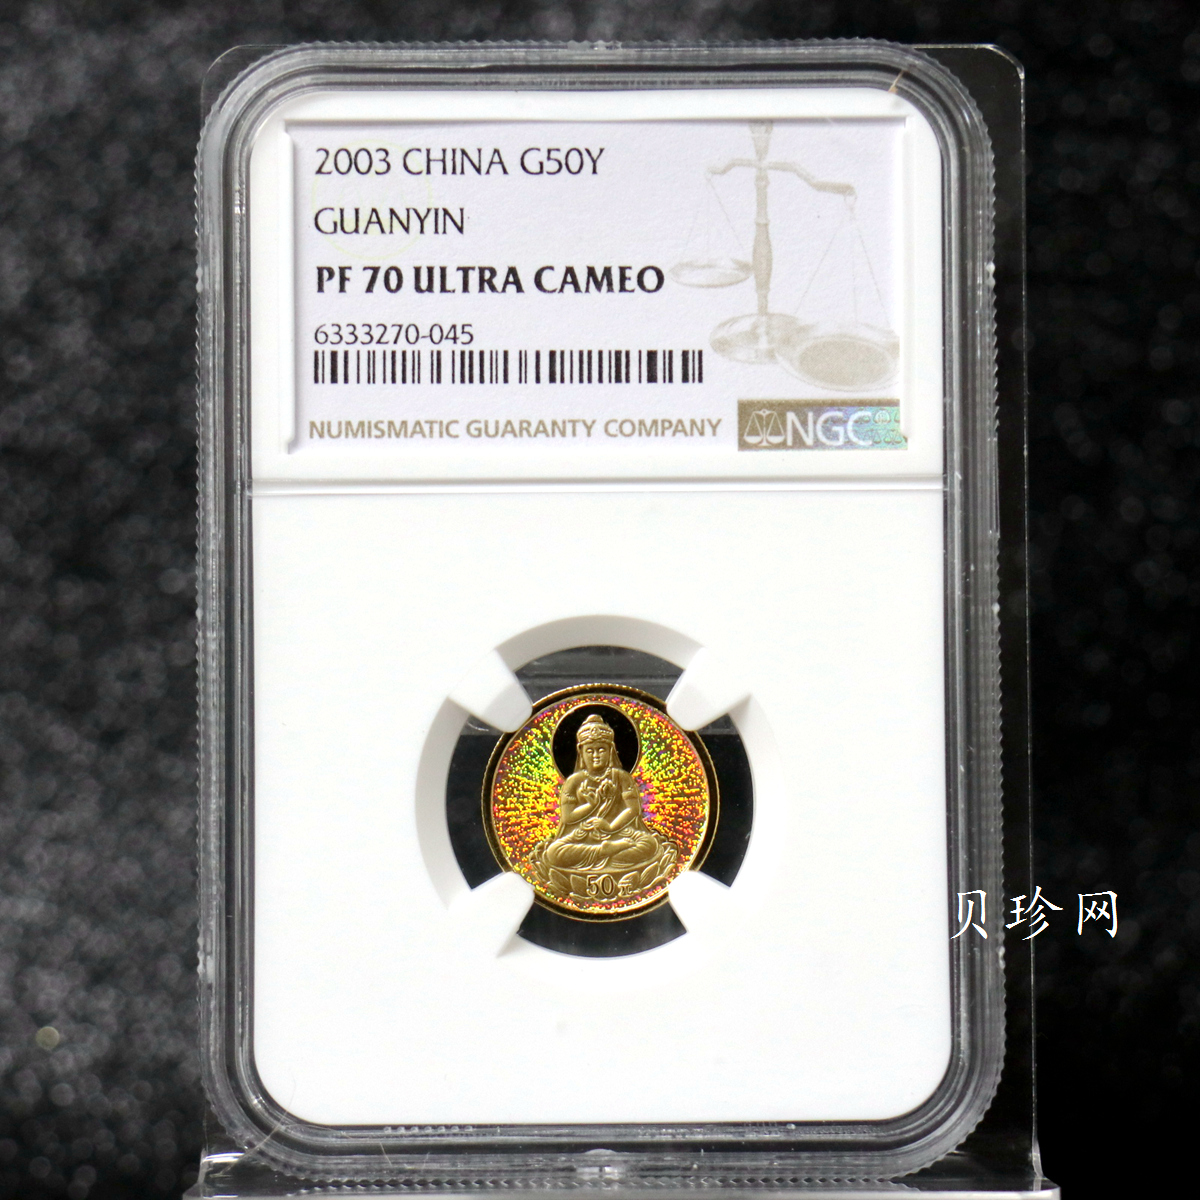 2003 CHINA G50Y
GUANYIN
PF 70 ULTRA CAMEO
6333270-045
NUMISMATIC GUARANTY COMPANY
NGC
50元
贝珍网